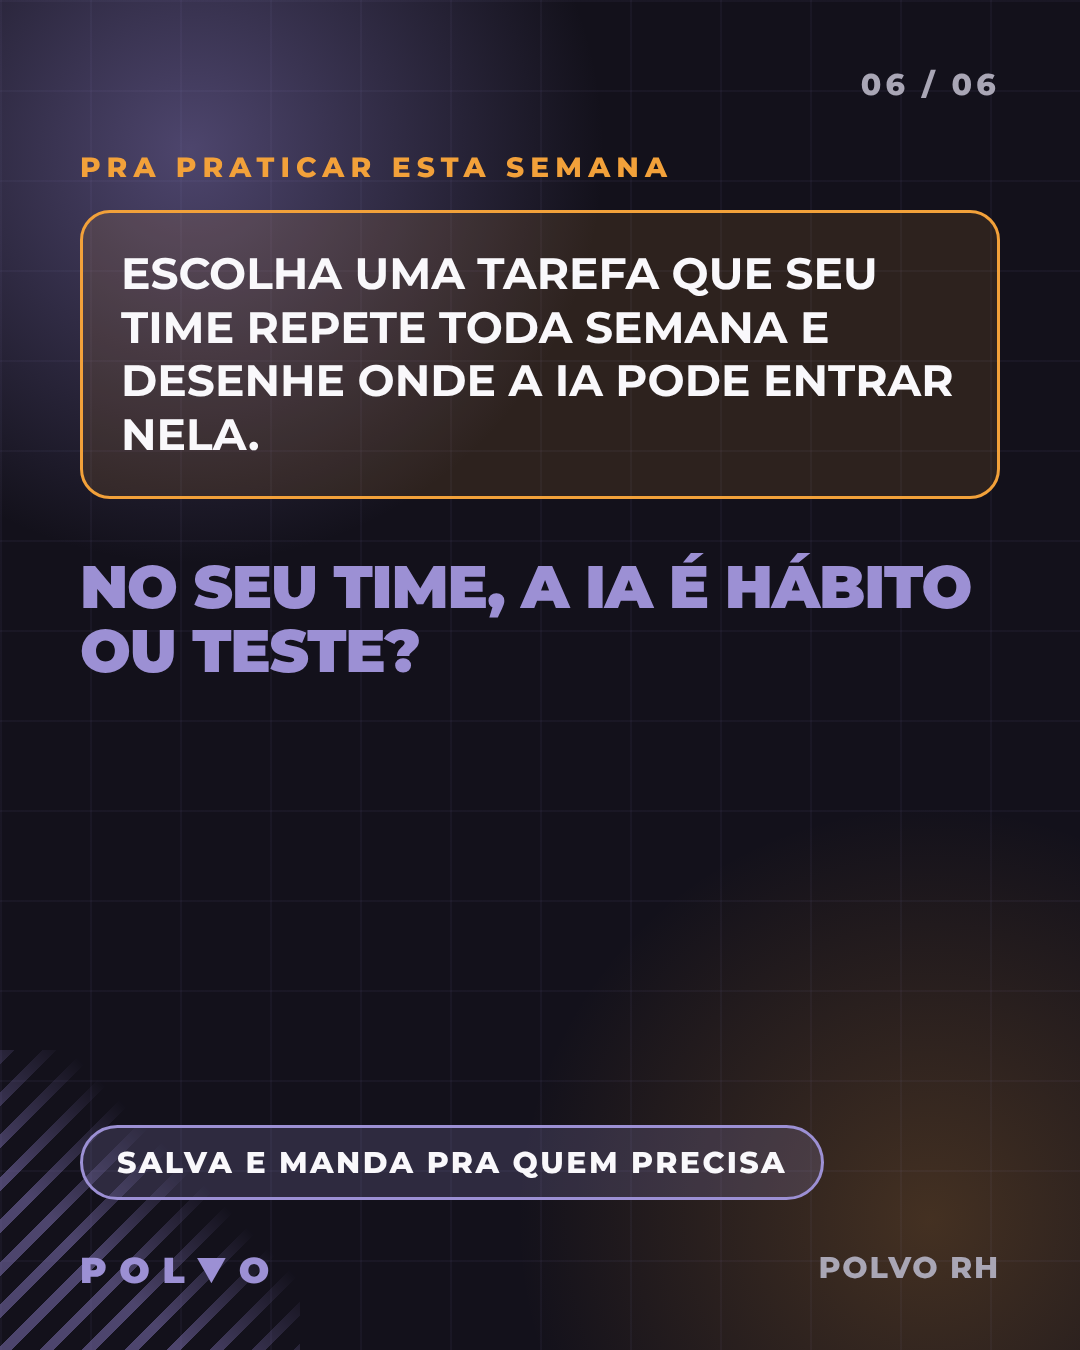 06 / 06
PRA PRATICAR ESTA SEMANA
ESCOLHA UMA TAREFA QUE SEU
TIME REPETE TODA SEMANA E
DESENHE ONDE A IA PODE ENTRAR
NELA.
NO SEU TIME, A IA É HÁBITO
OU TESTE?
SALVA E MANDA PRA QUEM PRECISA
POLVO
POLVO RH